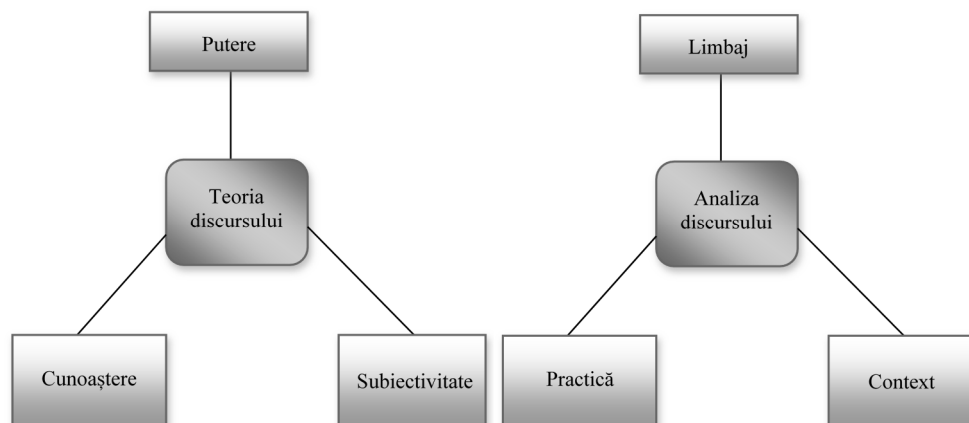 Putere
Limbaj
Teoria
discursului
Analiza
discursului
Cunoaștere
Subiectivitate
Practică
Context